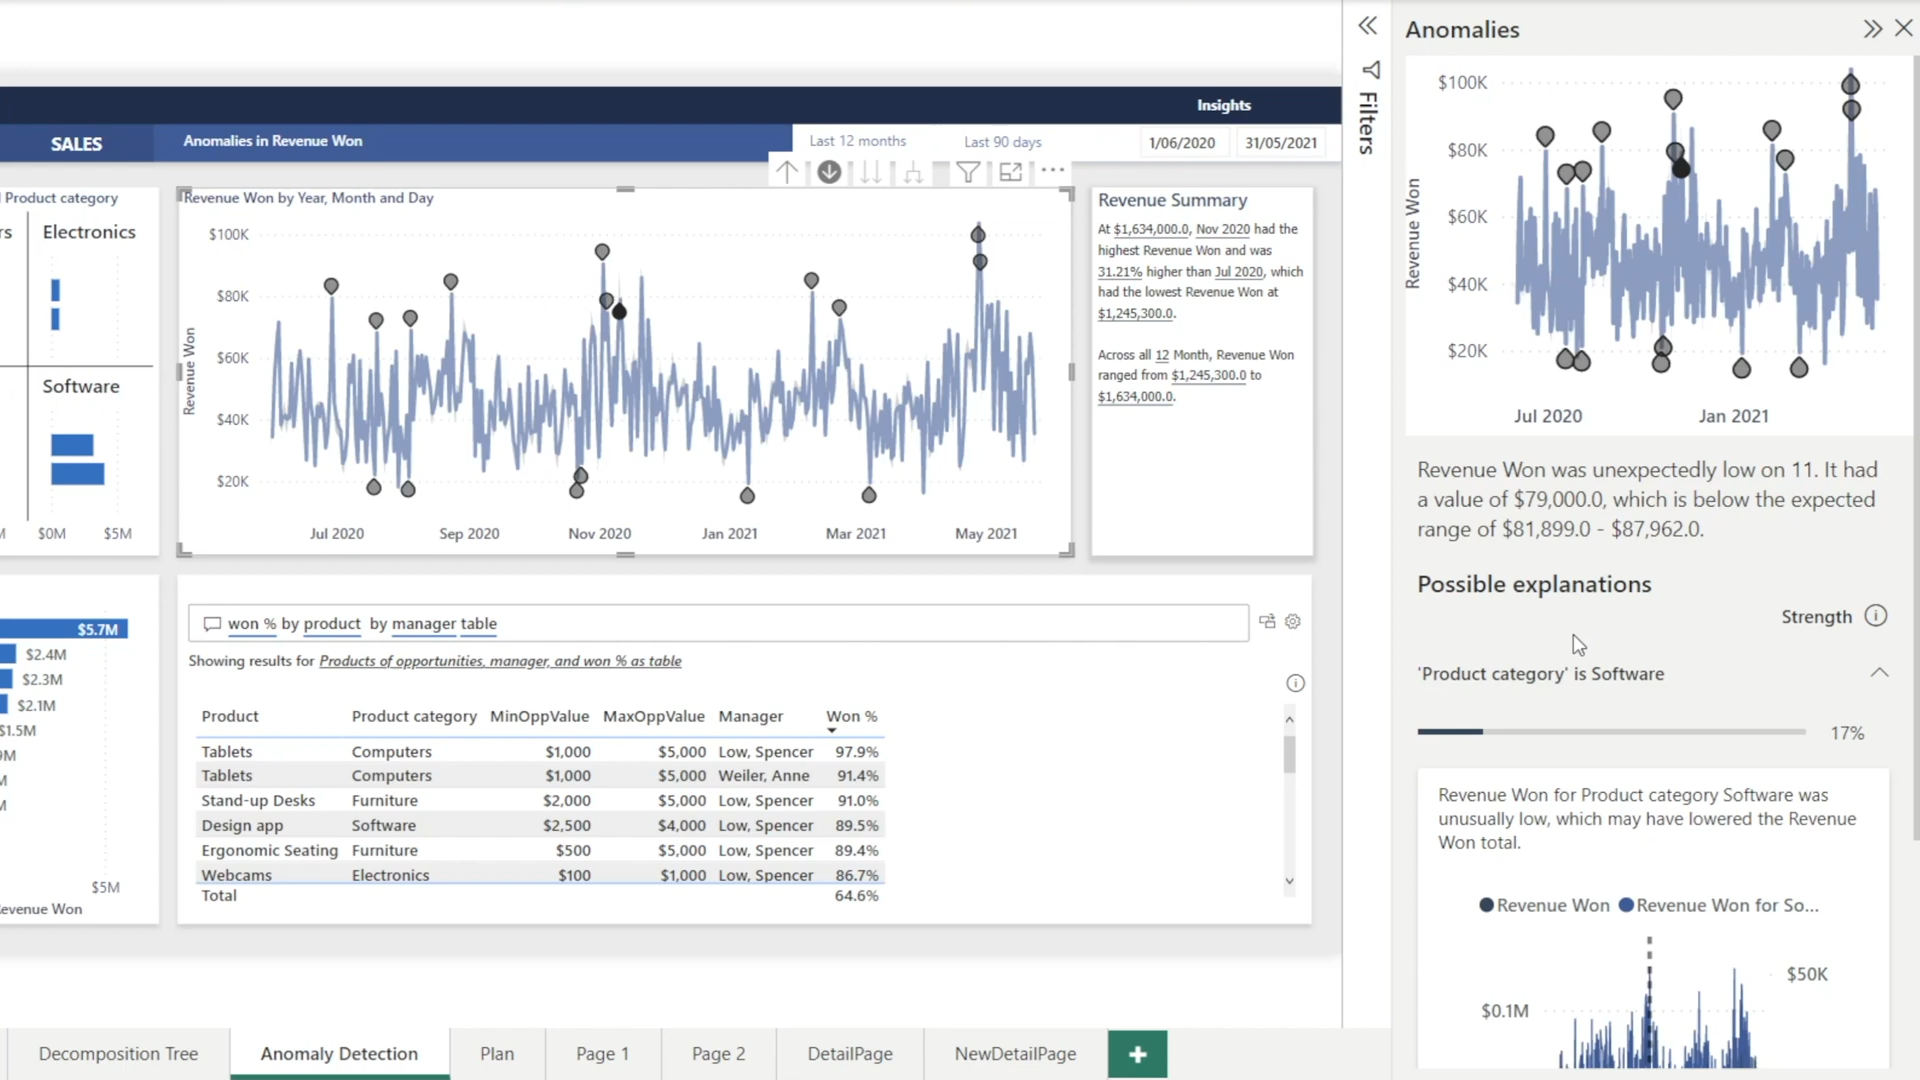 Insights
SALES
Anomalies in Revenue Won
Last 12 months
Last 90 days
1/06/2020
31/05/2021
Product category
Electronics
Software
$0M
$5M
Revenue Won by Year, Month and Day
Revenue Won
$100K
$80K
$60K
$40K
$20K
Jul 2020
Sep 2020
Nov 2020
Jan 2021
Mar 2021
May 2021
Revenue Summary
At $1,634,000.0, Nov 2020 had the
highest Revenue Won and was
31.21% higher than Jul 2020, which
had the lowest Revenue Won at
$1,245,300.0.
Across all 12 Month, Revenue Won
ranged from $1,245,300.0 to
$1,634,000.0.
$5.7M
$2.4M
$2.3M
$2.1M
$1.5M
$5M
Revenue Won
won % by product by manager table
Showing results for Products of opportunities, manager, and won % as table
Product Product category MinOppValue MaxOppValue Manager Won %
Tablets Computers $1,000 $5,000 Low, Spencer 97.9%
Tablets Computers $1,000 $5,000 Weiler, Anne 91.4%
Stand-up Desks Furniture $2,000 $5,000 Low, Spencer 91.0%
Design app Software $2,500 $4,000 Low, Spencer 89.5%
Ergonomic Seating Furniture $500 $5,000 Low, Spencer 89.4%
Webcams Electronics $100 $1,000 Low, Spencer 86.7%
Total 64.6%
Decomposition Tree
Anomaly Detection
Plan
Page 1
Page 2
DetailPage
NewDetailPage
Filters
Anomalies
Revenue Won
$100K
$80K
$60K
$40K
$20K
Jul 2020
Jan 2021
Revenue Won was unexpectedly low on 11. It had
a value of $79,000.0, which is below the expected
range of $81,899.0 - $87,962.0.
Possible explanations
Strength
'Product category' is Software
17%
Revenue Won for Product category Software was
unusually low, which may have lowered the Revenue
Won total.
Revenue Won
Revenue Won for So...
$50K
$0.1M